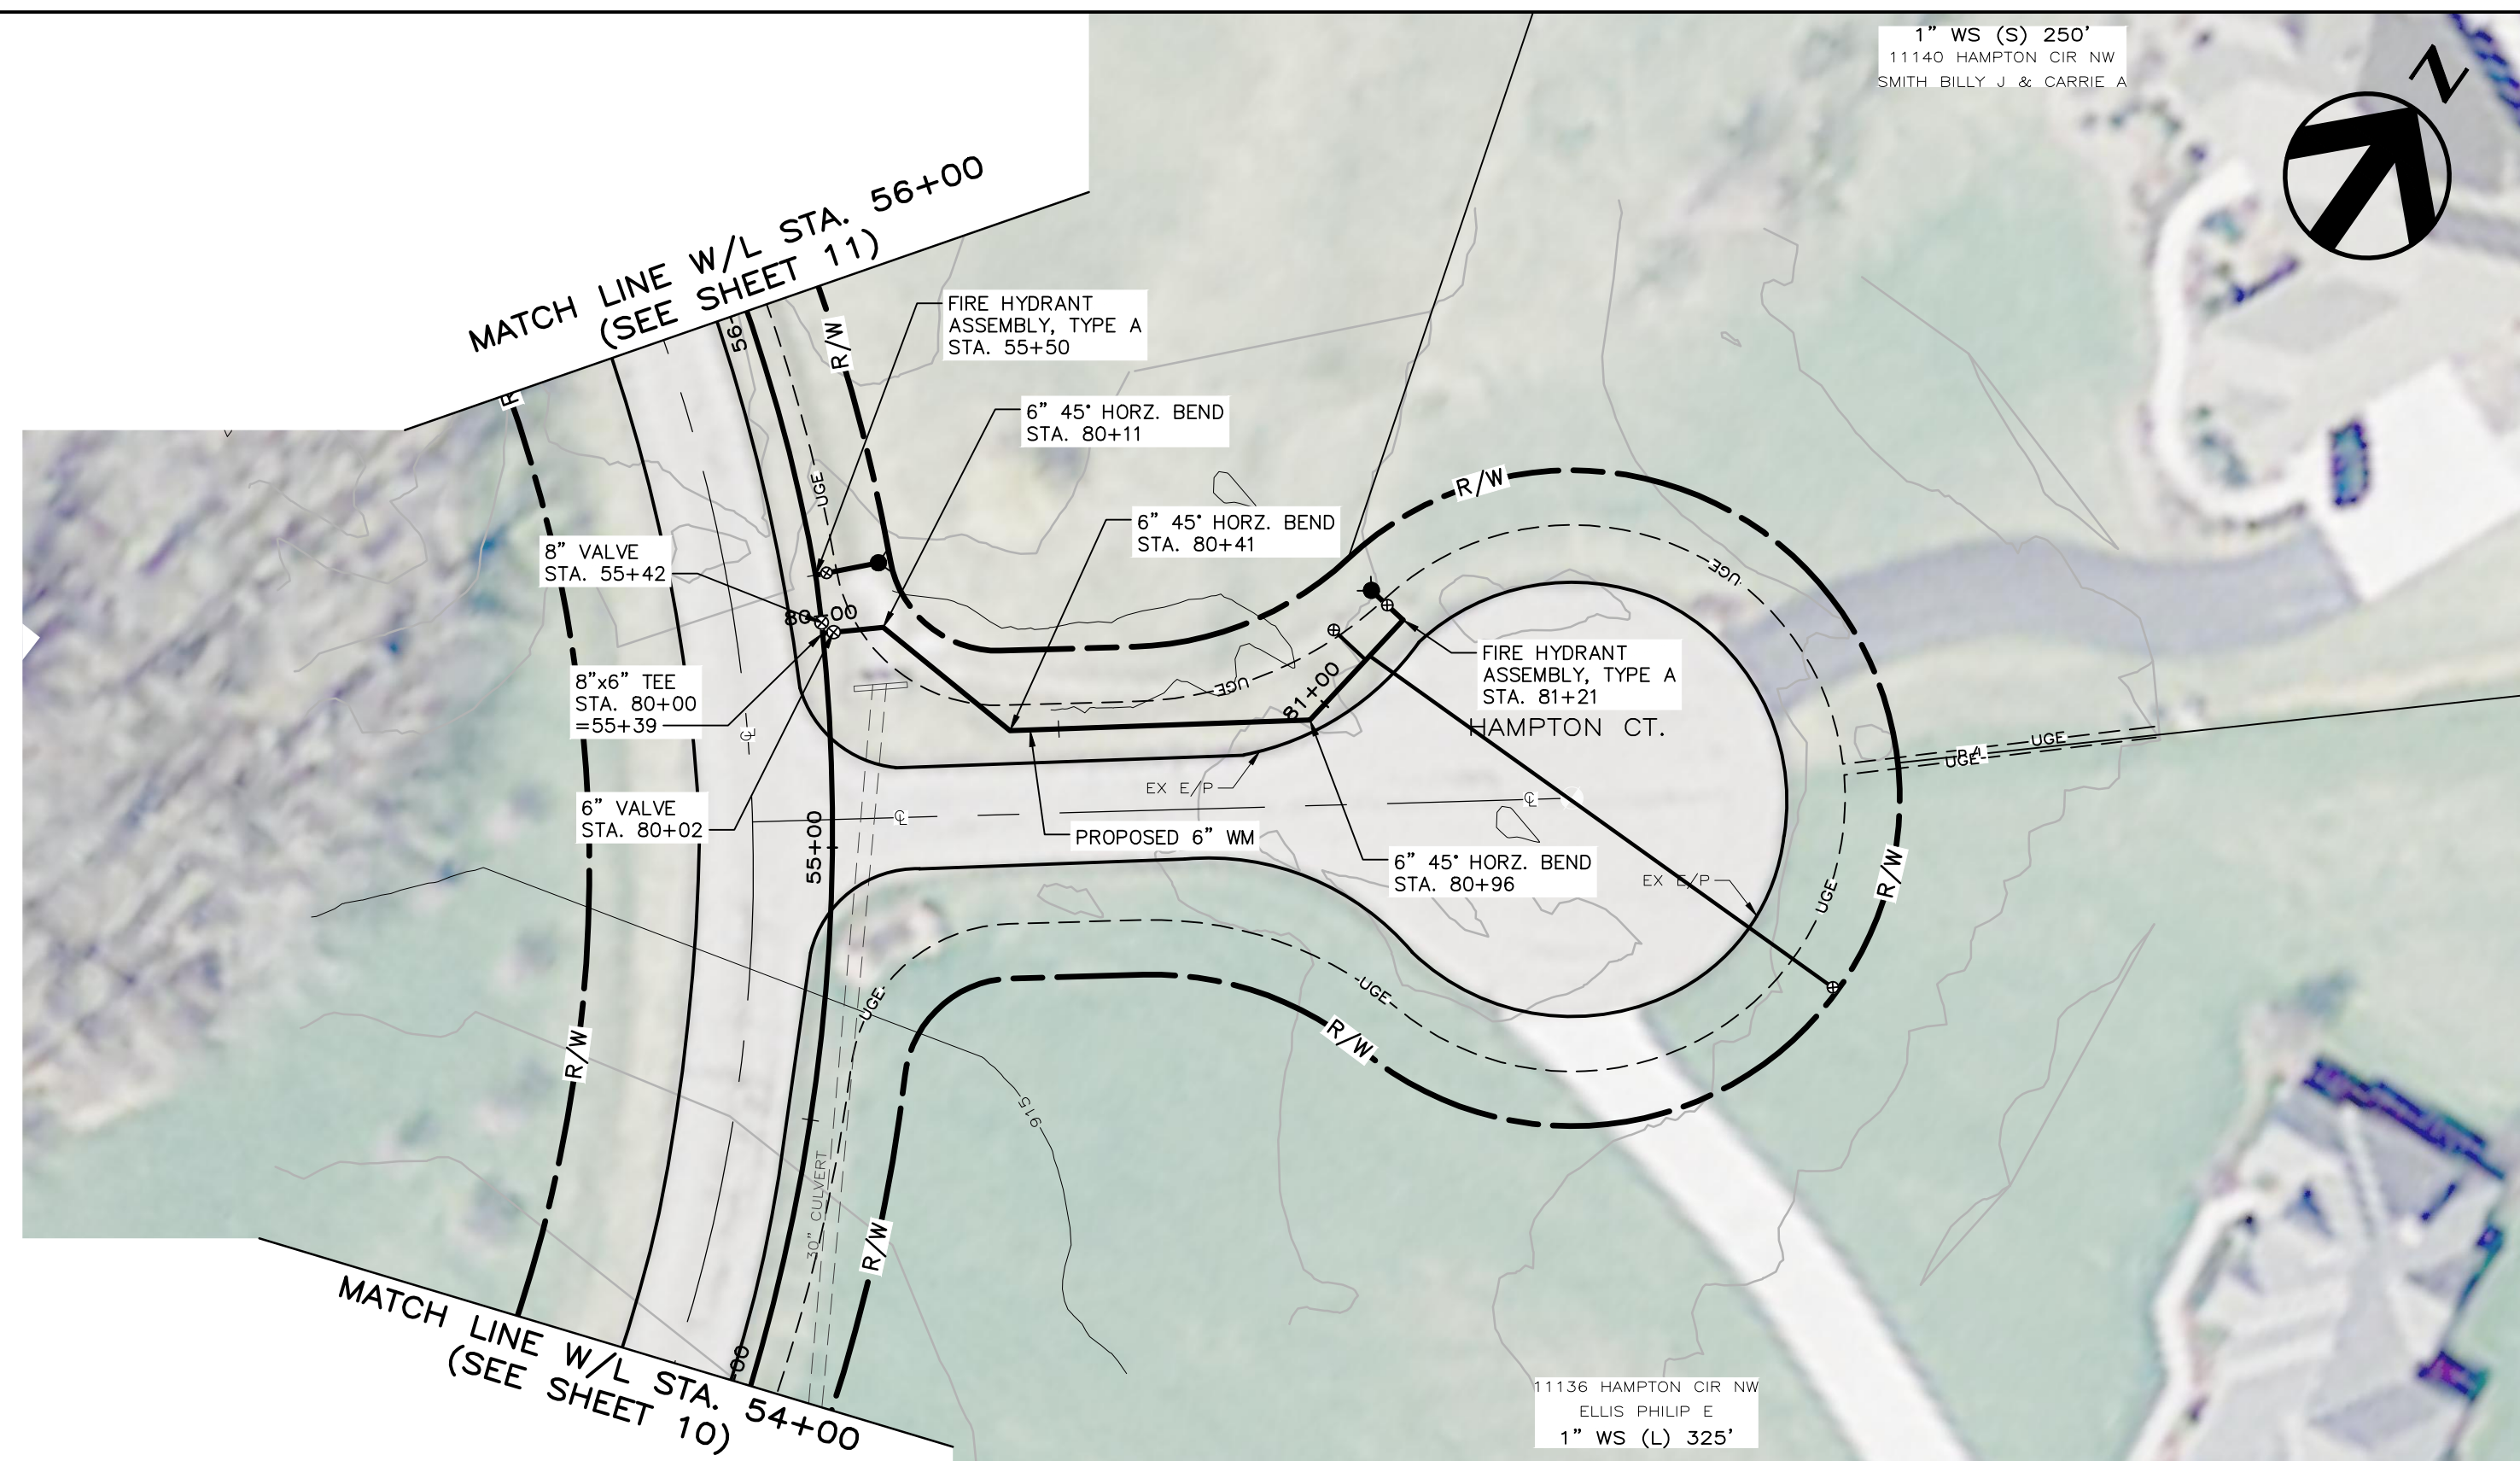 1” WS (S) 250’
11140 HAMPTON CIR NW
SMITH BILLY J & CARRIE A
N
MATCH LINE W/L STA. 56+00
(SEE SHEET 11)
56
R/W
R
FIRE HYDRANT
ASSEMBLY, TYPE A
STA. 55+50
6” 45° HORZ. BEND
STA. 80+11
UGE
R/W
6” 45° HORZ. BEND
STA. 80+41
8” VALVE
STA. 55+42
UGE
80+00
FIRE HYDRANT
ASSEMBLY, TYPE A
STA. 81+21
8”x6” TEE
STA. 80+00
=55+39
UGE
81+00
HAMPTON CT.
℄
UGE
UGE
EX E/P
℄
℄
6” VALVE
STA. 80+02
55+00
PROPOSED 6” WM
6” 45° HORZ. BEND
STA. 80+96
EX E/P
UGE
R/W
UGE
UGE
R/W
R/W
915
30” CULVERT
R/W
00
MATCH LINE W/L STA. 54+00
(SEE SHEET 10)
11136 HAMPTON CIR NW
ELLIS PHILIP E
1” WS (L) 325’